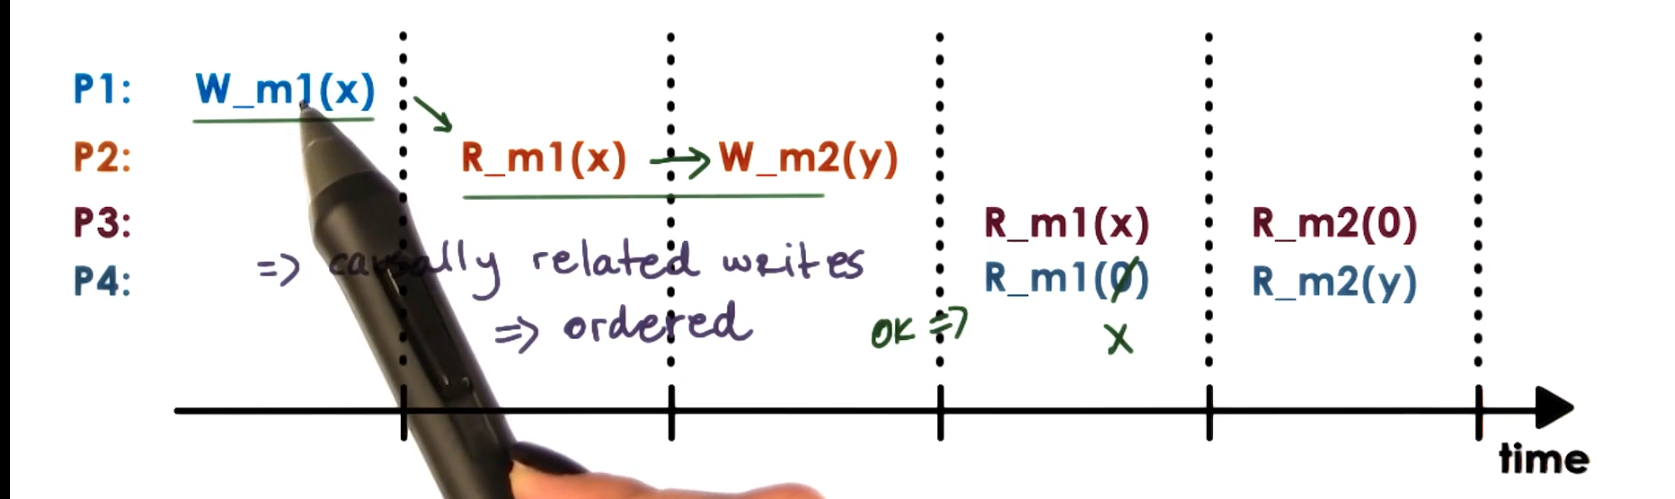 P1: W_m1(x)
P2: R_m1(x) → W_m2(y)
P3: R_m1(x) R_m2(0)
=> causally related writes
P4: R_m1(0) R_m2(y)
=> ordered
OK => X
time